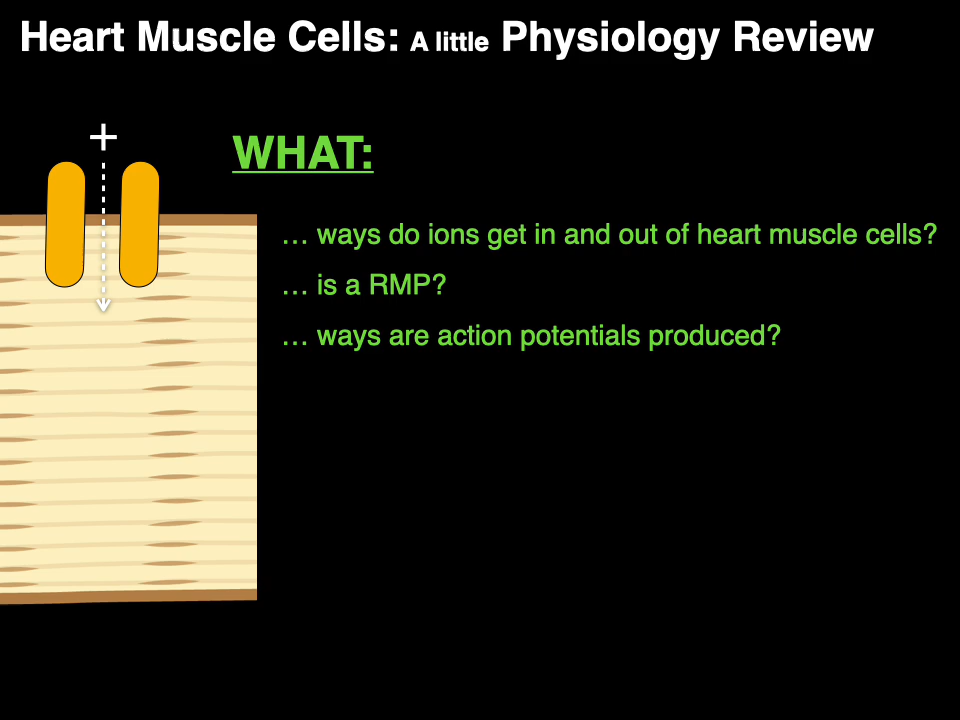 Heart Muscle Cells: A little Physiology Review
+
WHAT:
… ways do ions get in and out of heart muscle cells?
… is a RMP?
… ways are action potentials produced?